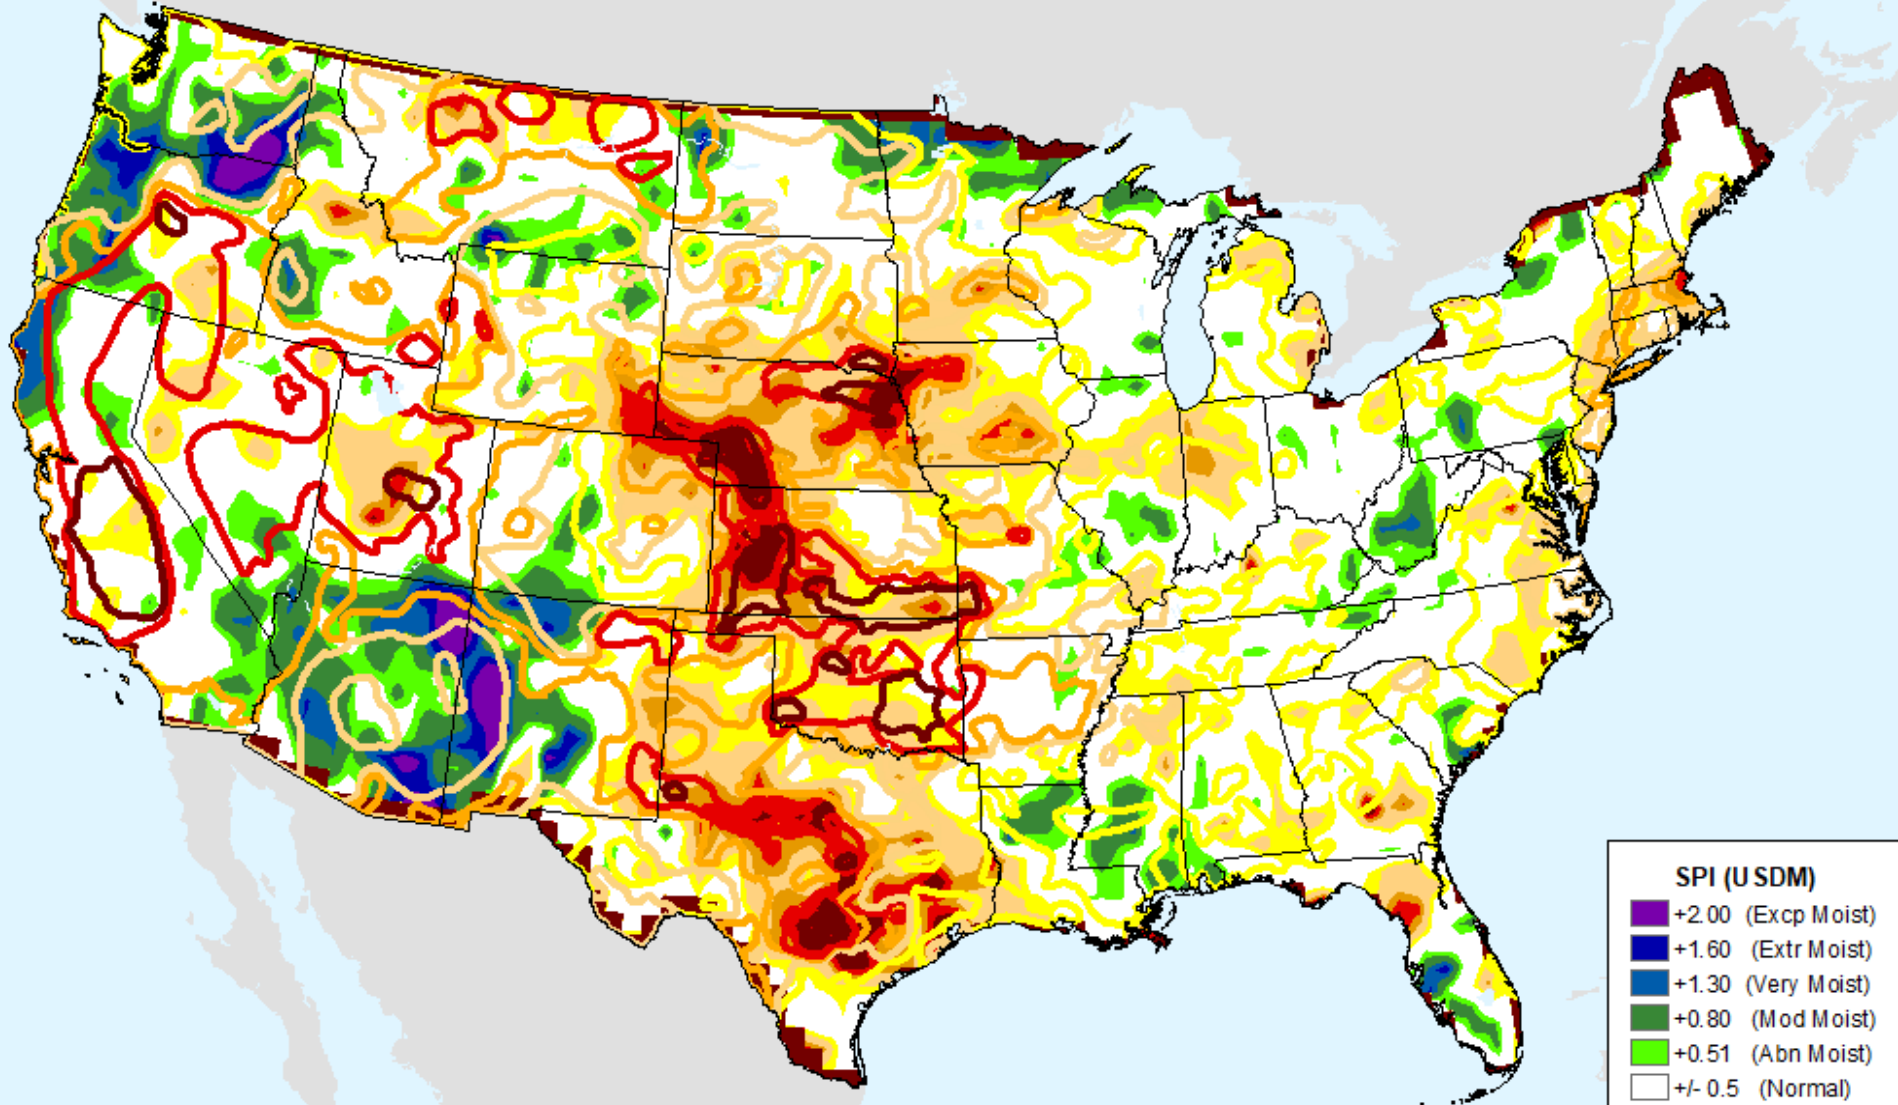 SPI (USDM)
+2.00 (Excp Moist)
+1.60 (Extr Moist)
+1.30 (Very Moist)
+0.80 (Mod Moist)
+0.51 (Abn Moist)
+/- 0.5 (Normal)